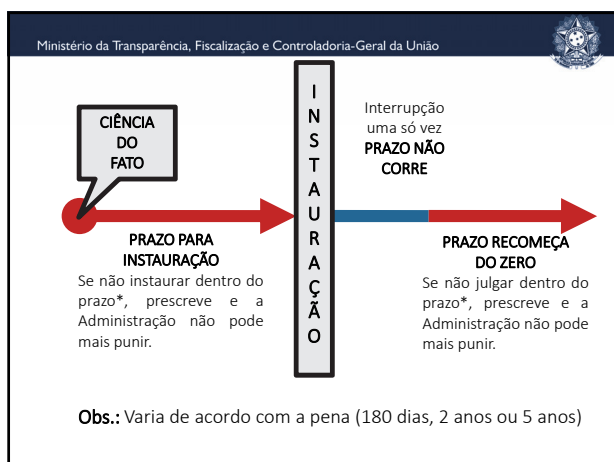 Ministério da Transparência, Fiscalização e Controladoria-Geral da União
CIÊNCIA
DO
FATO
PRAZO PARA
INSTAURAÇÃO
Se não instaurar dentro do
prazo*, prescreve e a
Administração não pode
mais punir.
I
N
S
T
A
U
R
A
Ç
Ã
O
Interrupção
uma só vez
PRAZO NÃO
CORRE
PRAZO RECOMEÇA
DO ZERO
Se não julgar dentro do
prazo*, prescreve e a
Administração não pode
mais punir.
Obs.: Varia de acordo com a pena (180 dias, 2 anos ou 5 anos)